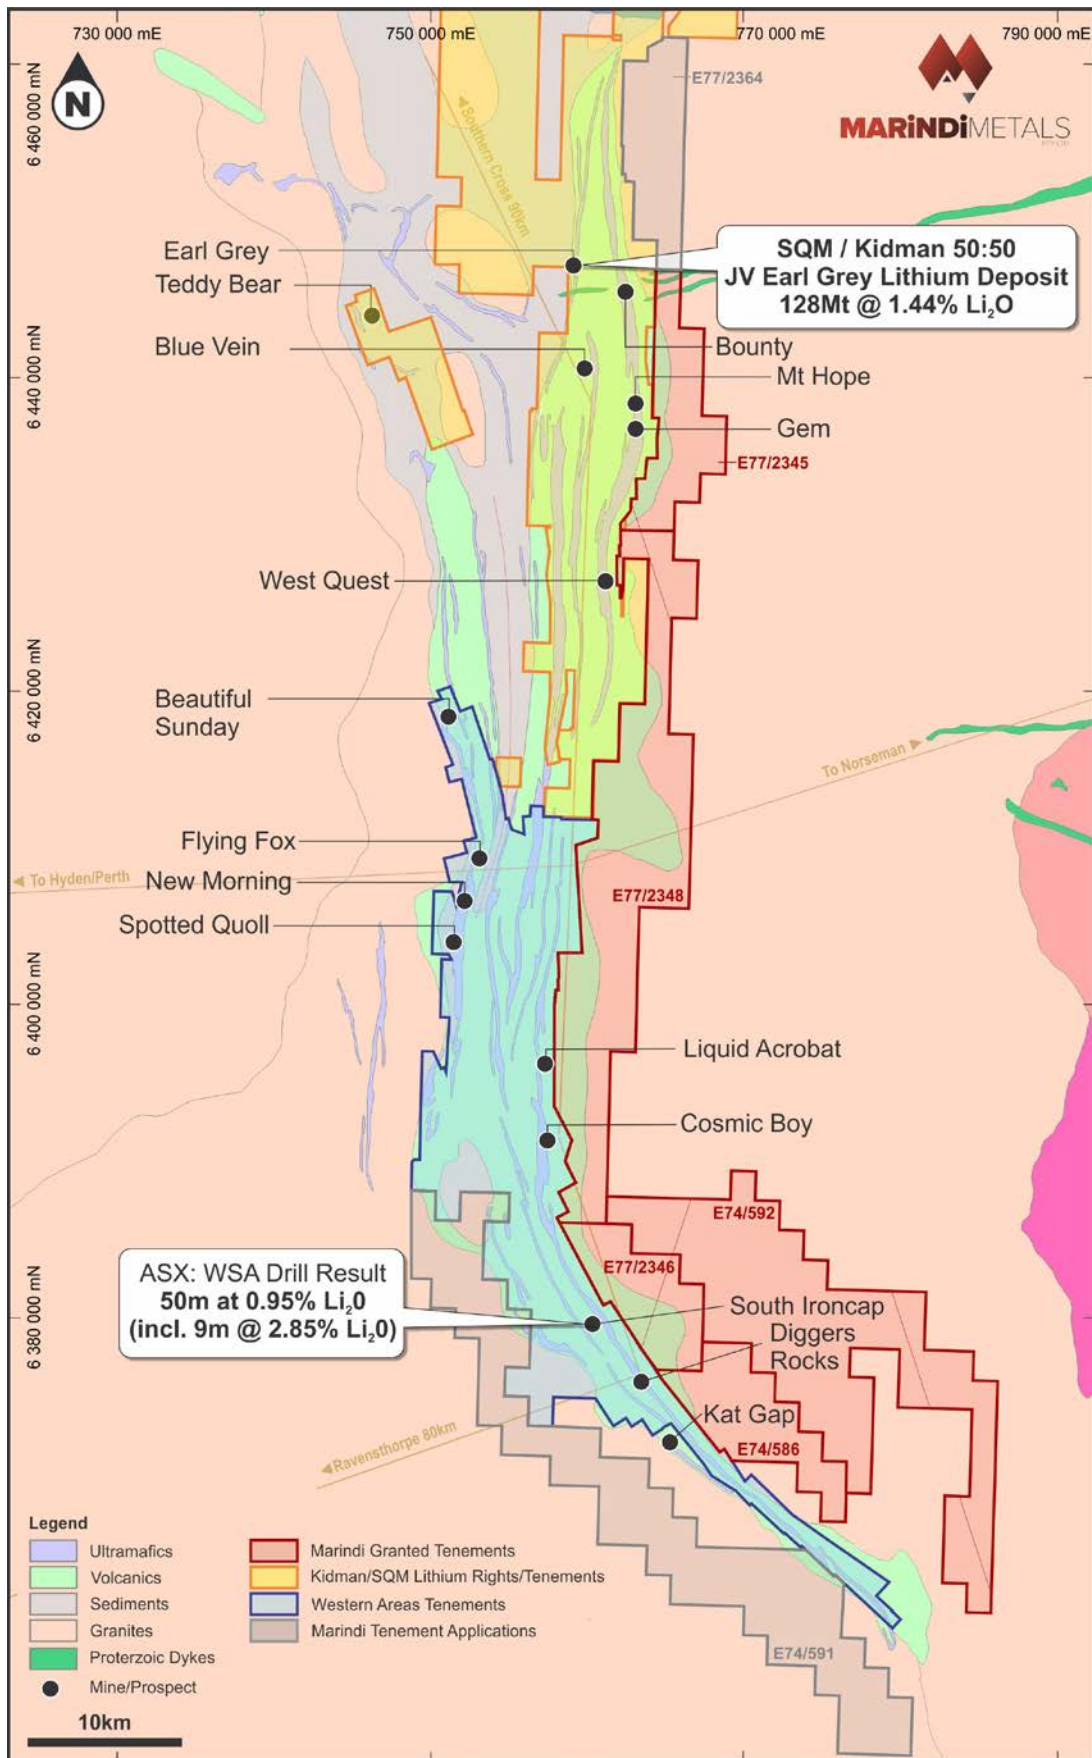 730 000 mE
750 000 mE
770 000 mE
790 000 mE
6 460 000 mN
6 440 000 mN
6 420 000 mN
6 400 000 mN
6 380 000 mN
N
MARiNDiMETALS
E77/2364
Southern Cross 90km
Earl Grey
Teddy Bear
Blue Vein
SQM / Kidman 50:50
JV Earl Grey Lithium Deposit
128Mt @ 1.44% Li₂O
Bounty
Mt Hope
Gem
E77/2345
West Quest
Beautiful
Sunday
To Norseman
Flying Fox
To Hyden/Perth
New Morning
E77/2348
Spotted Quoll
Liquid Acrobat
Cosmic Boy
E74/592
E77/2346
ASX: WSA Drill Result
50m at 0.95% Li₂0
(incl. 9m @ 2.85% Li₂0)
South Ironcap
Diggers
Rocks
Kat Gap
E74/586
Ravensthorpe 80km
Legend
Ultramafics
Volcanics
Sediments
Granites
Proterzoic Dykes
Mine/Prospect
Marindi Granted Tenements
Kidman/SQM Lithium Rights/Tenements
Western Areas Tenements
Marindi Tenement Applications
E74/591
10km